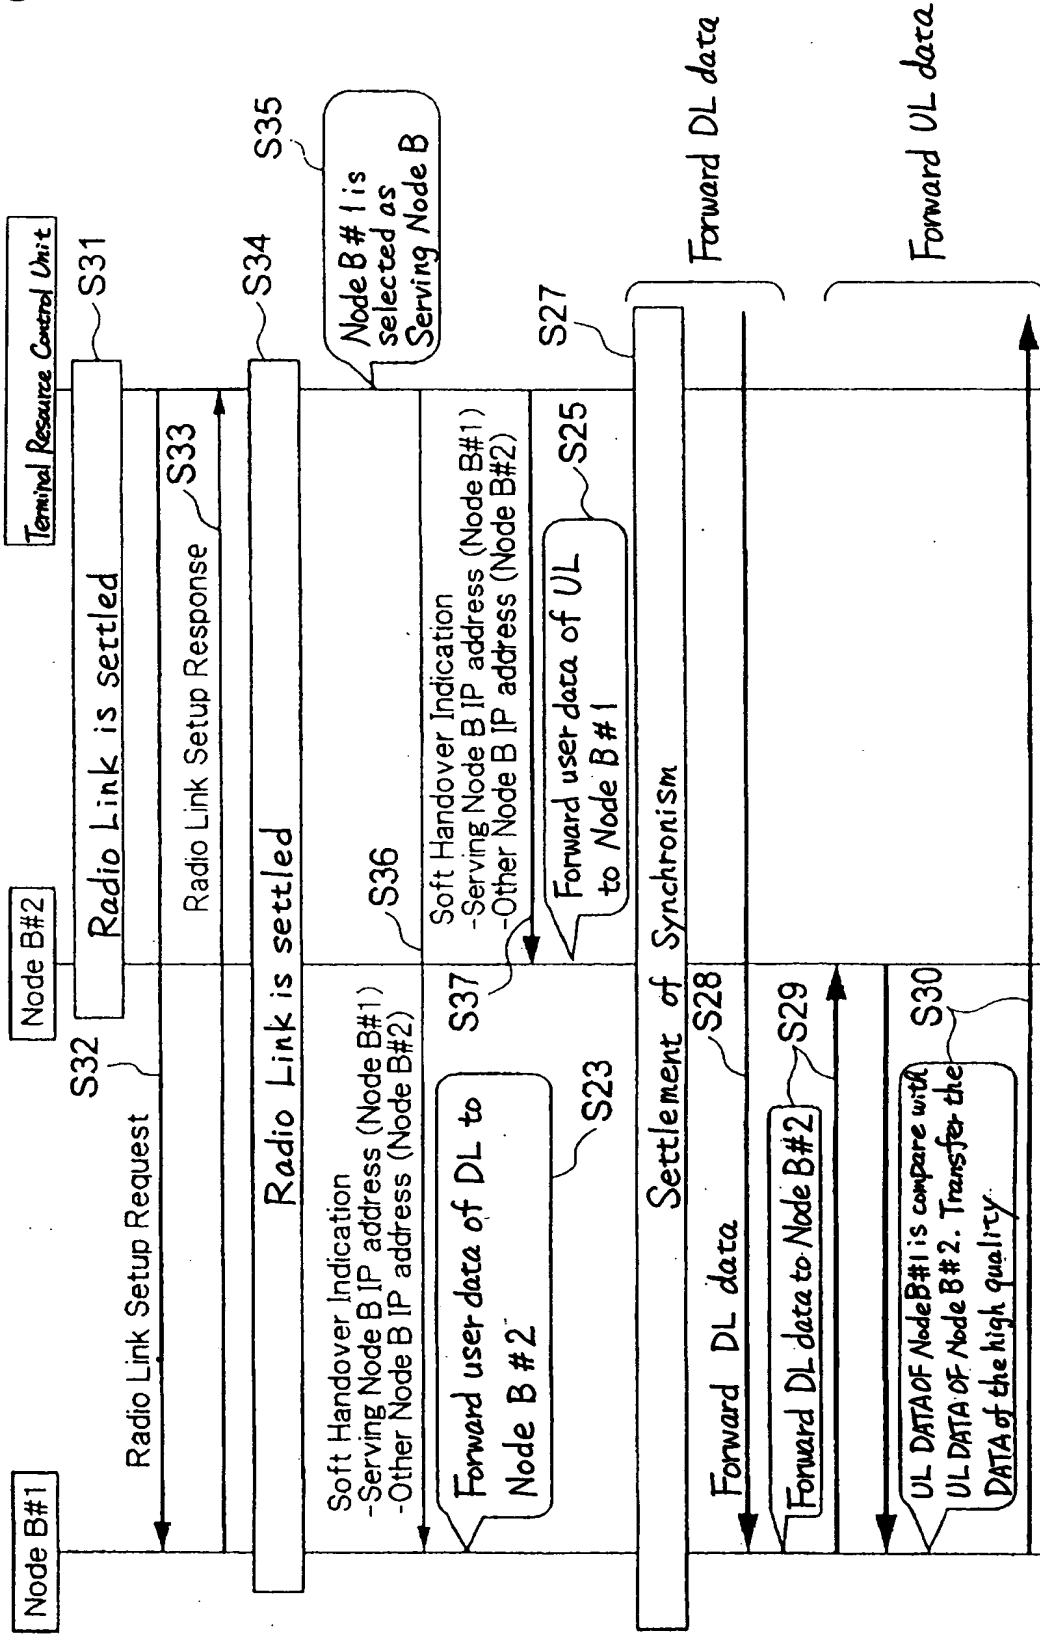 Node B#1
Node B#2
Terminal Resource Control Unit
Radio Link is settled
S31
S32
Radio Link Setup Request
S33
Radio Link Setup Response
Radio Link is settled
S34
S35
Node B#1 is
selected as
Serving Node B
Soft Handover Indication
-Serving Node B IP address (Node B#1)
-Other Node B IP address (Node B#2)
S36
Soft Handover Indication
-Serving Node B IP address (Node B#1)
-Other Node B IP address (Node B#2)
S37
Forward user data of DL to
Node B #2
S23
Forward user data of UL
to Node B #1
S25
Settlement of Synchronism
S27
Forward DL data
S28
Forward DL data
Forward DL data to Node B#2
S29
UL DATA OF Node B#1 is compare with
UL DATA OF Node B#2. Transfer the
DATA of the high quality
S30
Forward UL data